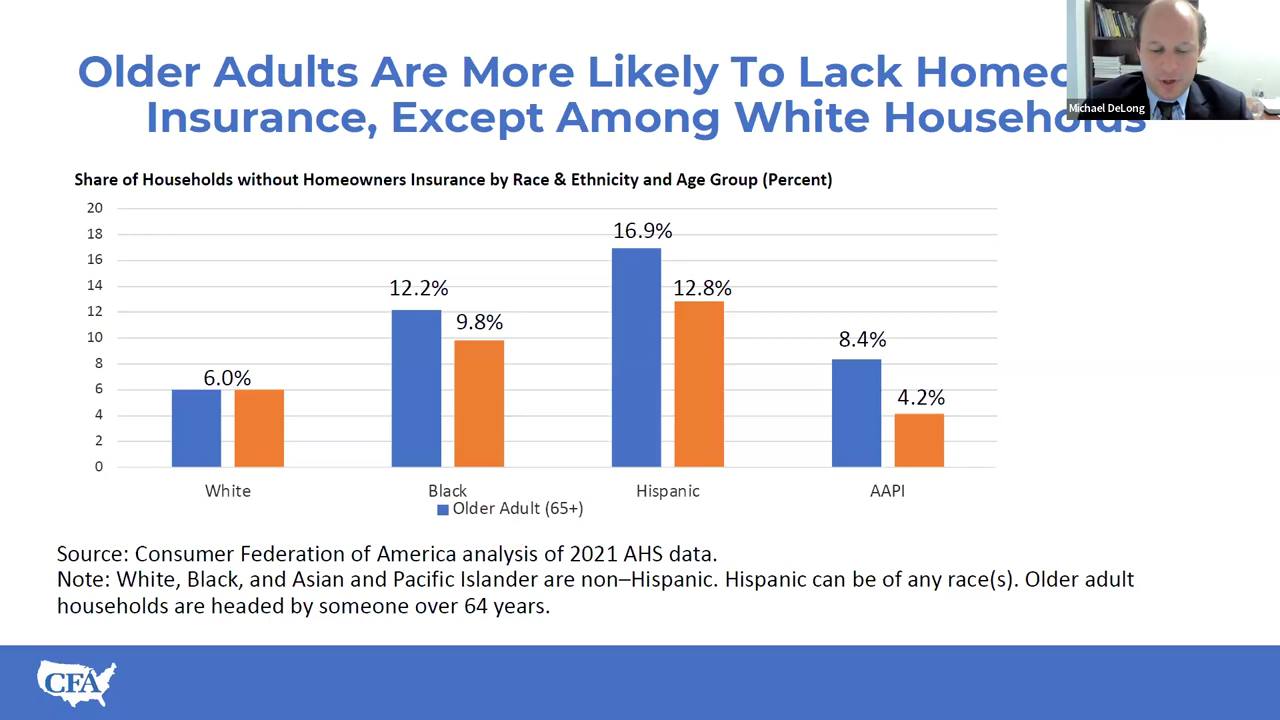 Older Adults Are More Likely To Lack
Insurance, Except Among White Households
Michael DeLong
Share of Households without Homeowners Insurance by Race & Ethnicity and Age Group (Percent)
20
18
16
14
12
10
8
6
4
2
0
6.0%
12.2%
9.8%
16.9%
12.8%
8.4%
4.2%
White
Black
Hispanic
AAPI
Older Adult (65+)
Source: Consumer Federation of America analysis of 2021 AHS data.
Note: White, Black, and Asian and Pacific Islander are non–Hispanic. Hispanic can be of any race(s). Older adult
households are headed by someone over 64 years.
CFA